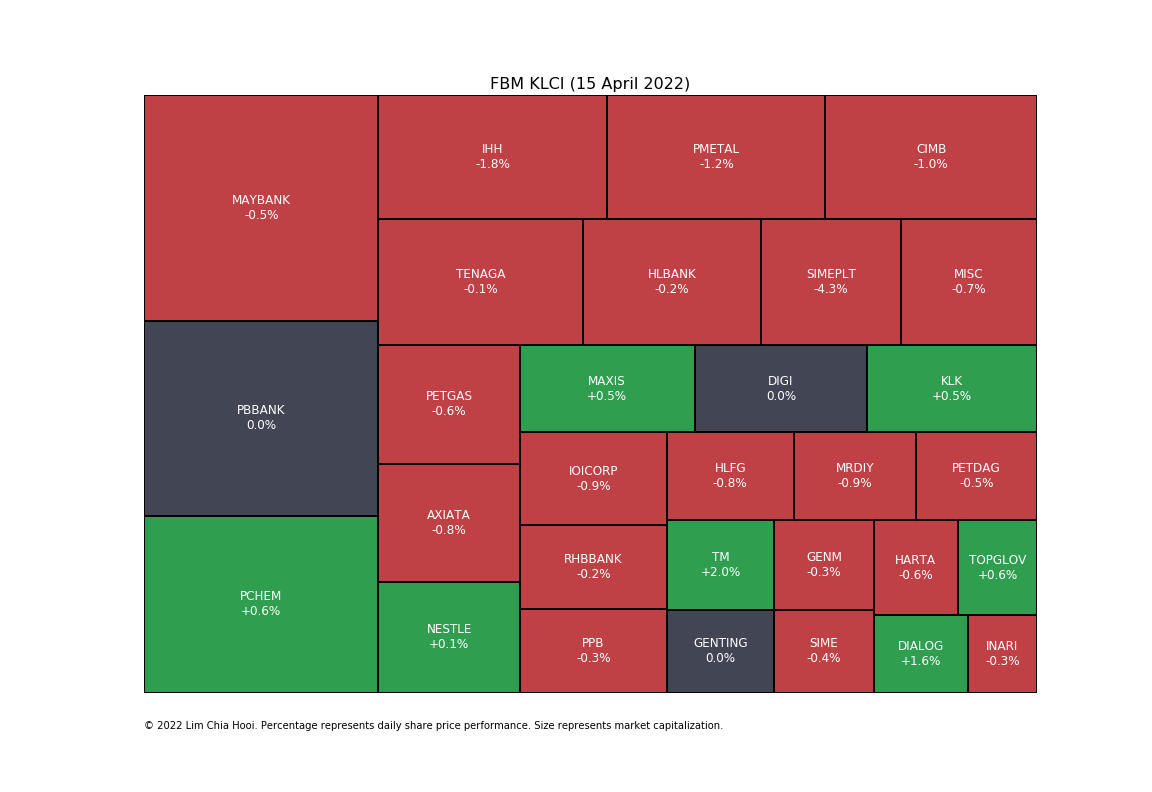 FBM KLCI (15 April 2022)
MAYBANK
-0.5%
IHH
-1.8%
PMETAL
-1.2%
CIMB
-1.0%
TENAGA
-0.1%
HLBANK
-0.2%
SIMEPLT
-4.3%
MISC
-0.7%
PBBANK
0.0%
PETGAS
-0.6%
MAXIS
+0.5%
DIGI
0.0%
KLK
+0.5%
IOICORP
-0.9%
HLFG
-0.8%
MRDIY
-0.9%
PETDAG
-0.5%
AXIATA
-0.8%
RHBBANK
-0.2%
TM
+2.0%
GENM
-0.3%
HARTA
-0.6%
TOPGLOV
+0.6%
PCHEM
+0.6%
NESTLE
+0.1%
PPB
-0.3%
GENTING
0.0%
SIME
-0.4%
DIALOG
+1.6%
INARI
-0.3%
© 2022 Lim Chia Hooi. Percentage represents daily share price performance. Size represents market capitalization.